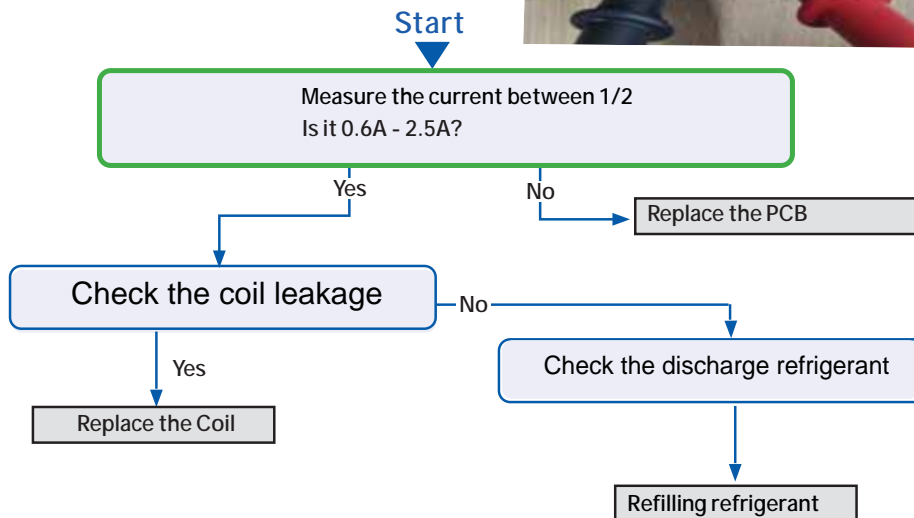 Start
Measure the current between 1/2
Is it 0.6A - 2.5A?
Yes
No
Replace the PCB
Check the coil leakage
No
Yes
Check the discharge refrigerant
Replace the Coil
Refilling refrigerant